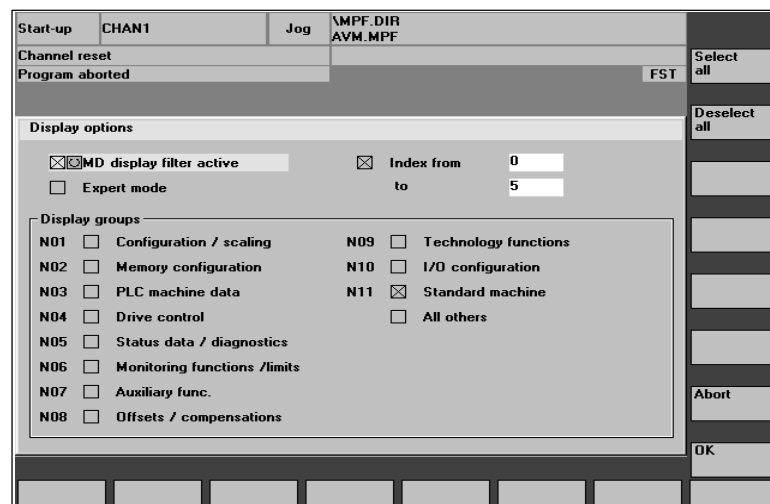 Start-up CHAN1 Jog \MPF.DIR
AVM.MPF
Channel reset
Program aborted FST
Select
all
Deselect
all
Display options
MD display filter active Index from 0
Expert mode to 5
Display groups
N01 Configuration / scaling N09 Technology functions
N02 Memory configuration N10 I/O configuration
N03 PLC machine data N11 Standard machine
N04 Drive control All others
N05 Status data / diagnostics
N06 Monitoring functions /limits
N07 Auxiliary func.
N08 Offsets / compensations
Abort
OK